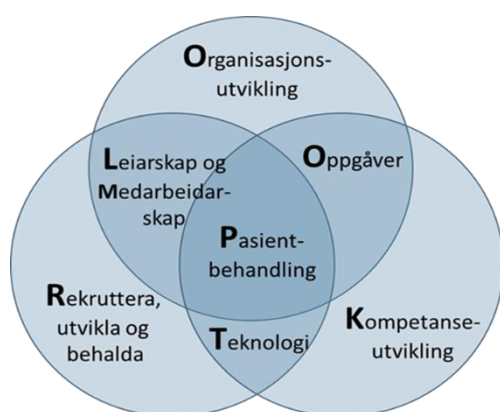 Organisasjons-
utvikling
Leiarskap og
Medarbeidar-
skap
Oppgåver
Pasient-
behandling
Rekruttera,
utvikla og
behalda
Teknologi
Kompetanse-
utvikling